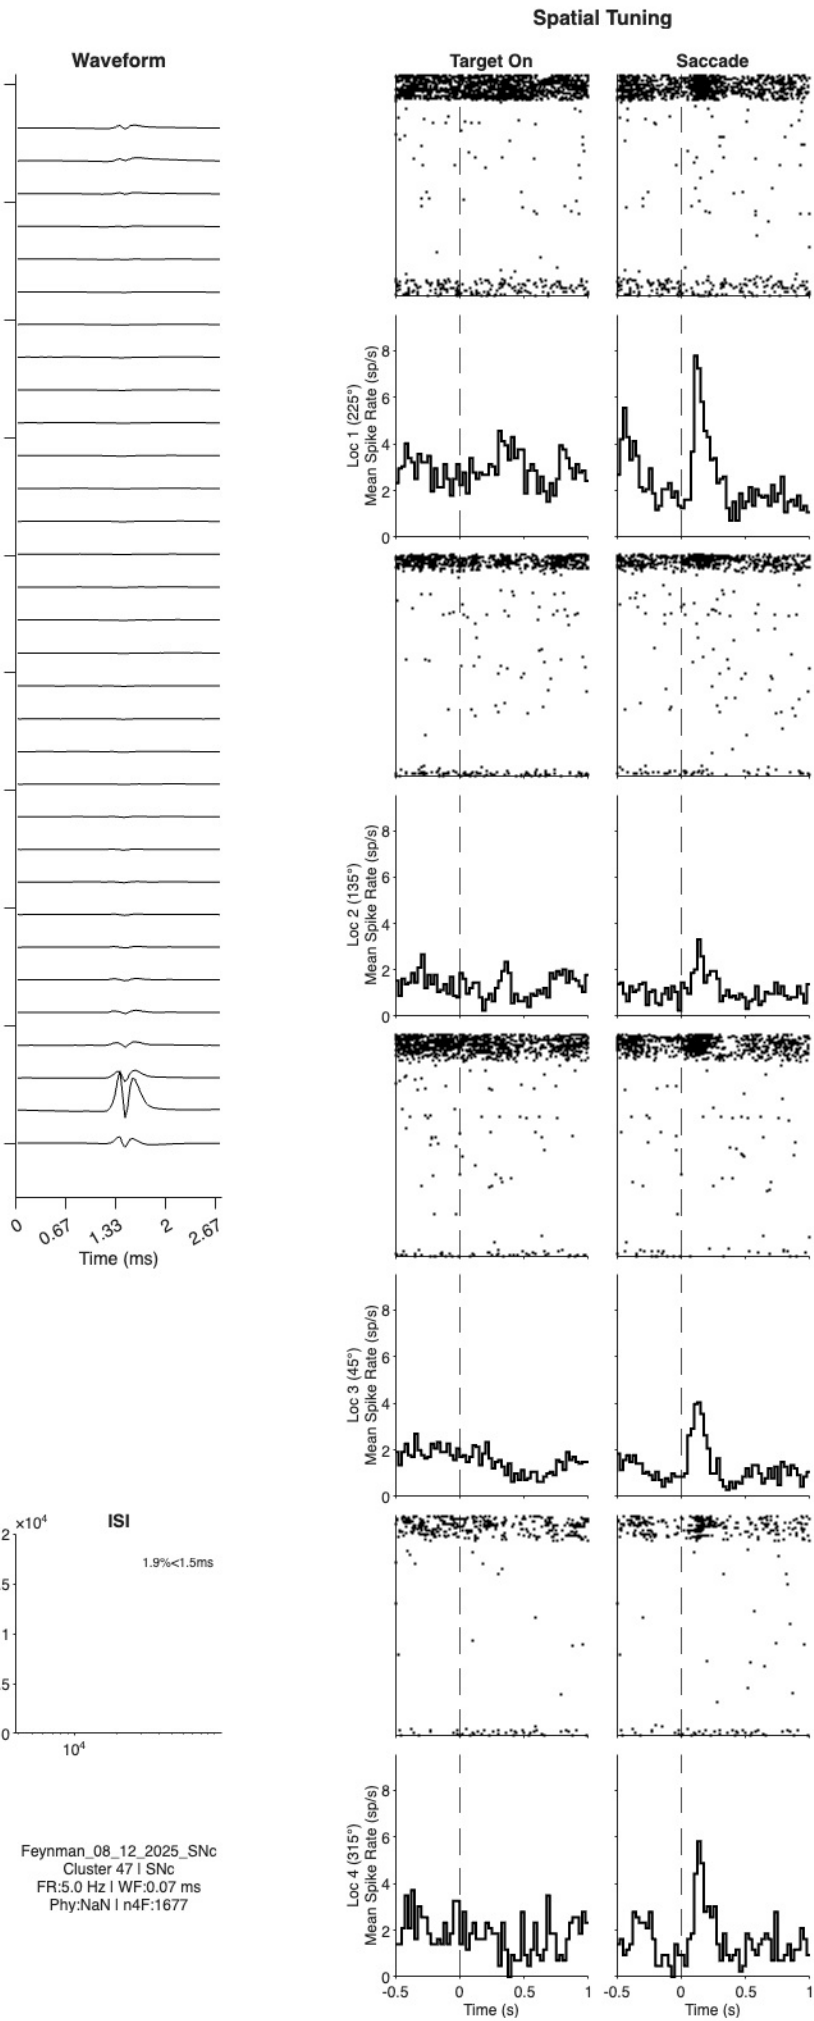 Spatial Tuning
Waveform
Target On
Saccade
8
6
4
2
0
Loc 1 (225°)
Mean Spike Rate (sp/s)
8
6
4
2
0
Loc 2 (135°)
Mean Spike Rate (sp/s)
0
0.67
1.33
2
2.67
Time (ms)
8
6
4
2
0
Loc 3 (45°)
Mean Spike Rate (sp/s)
×10⁴
ISI
2
1.9%<1.5ms
.5
1
.5
0
10⁴
8
6
4
2
0
Loc 4 (315°)
Mean Spike Rate (sp/s)
Feynman_08_12_2025_SNc
Cluster 47 | SNc
FR:5.0 Hz | WF:0.07 ms
Phy:NaN | n4F:1677
-0.5 0 0.5 1
Time (s)
-0.5 0 0.5 1
Time (s)